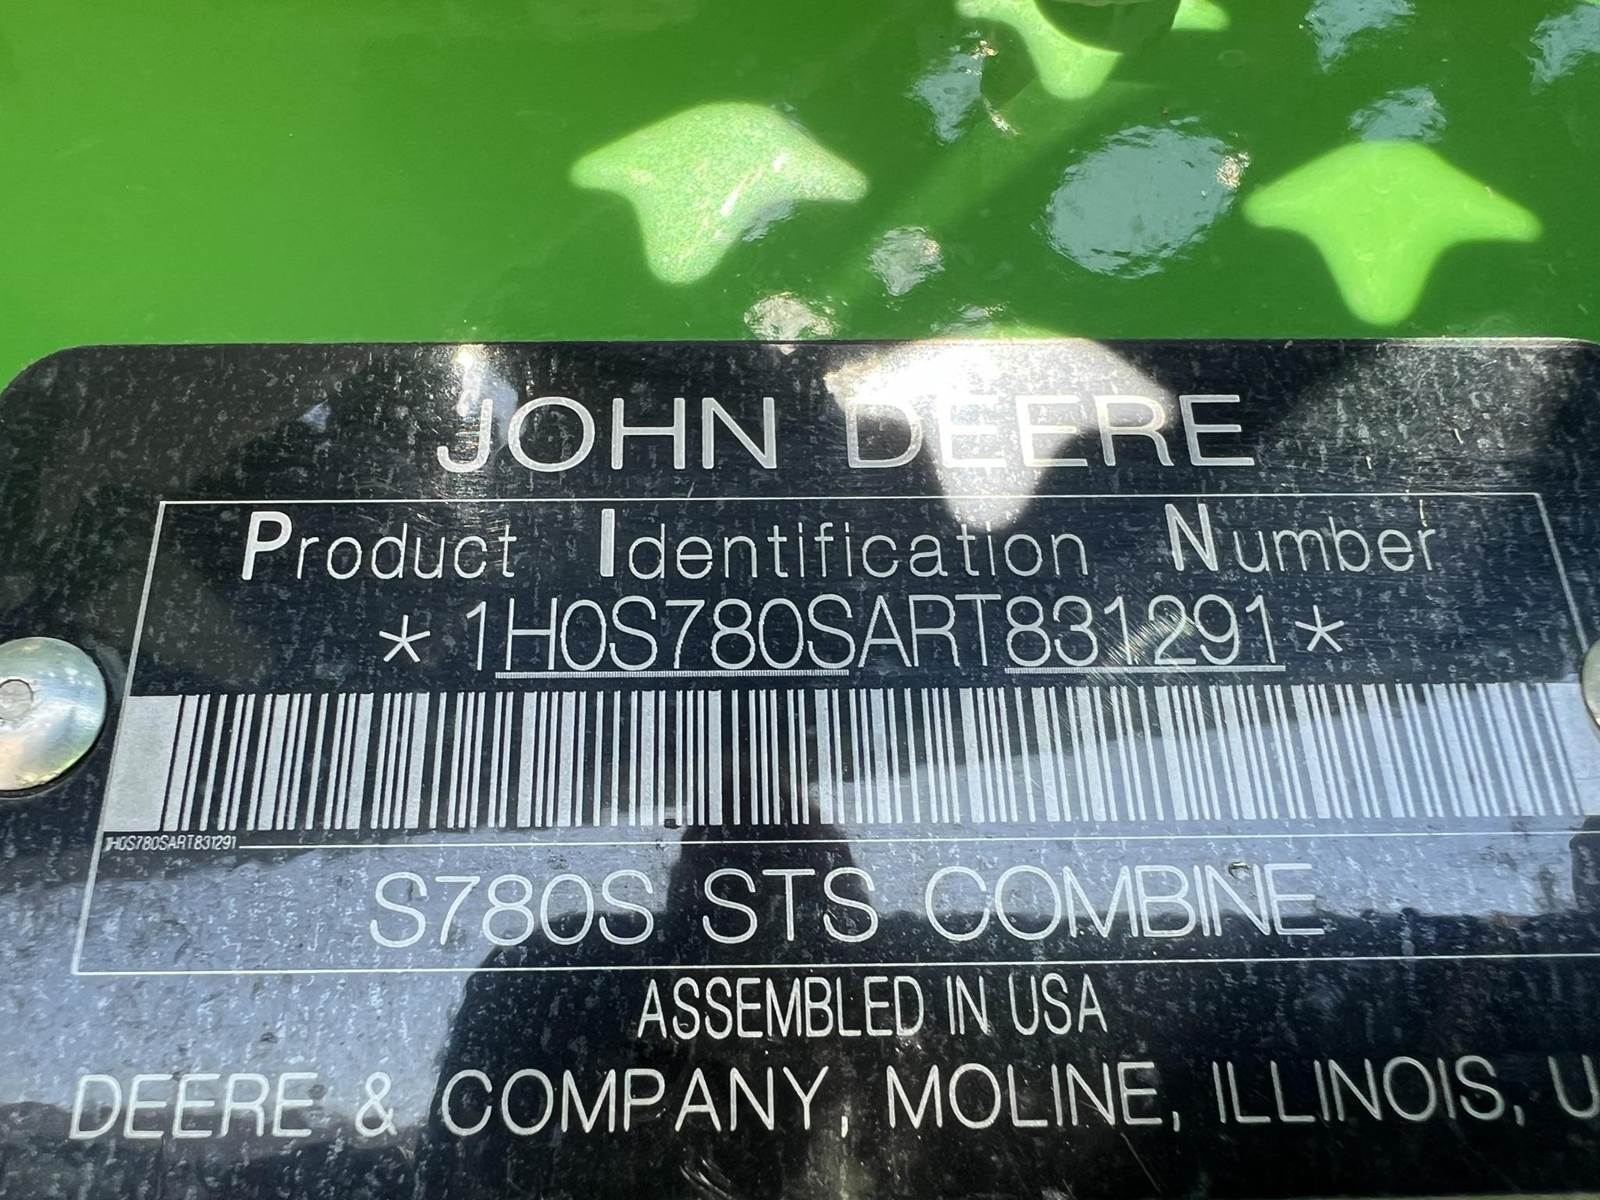 JOHN DEERE
Product Identification Number
*1H0S780SART831291*
1H0S780SART831291
S780S STS COMBINE
ASSEMBLED IN USA
DEERE & COMPANY, MOLINE, ILLINOIS, U